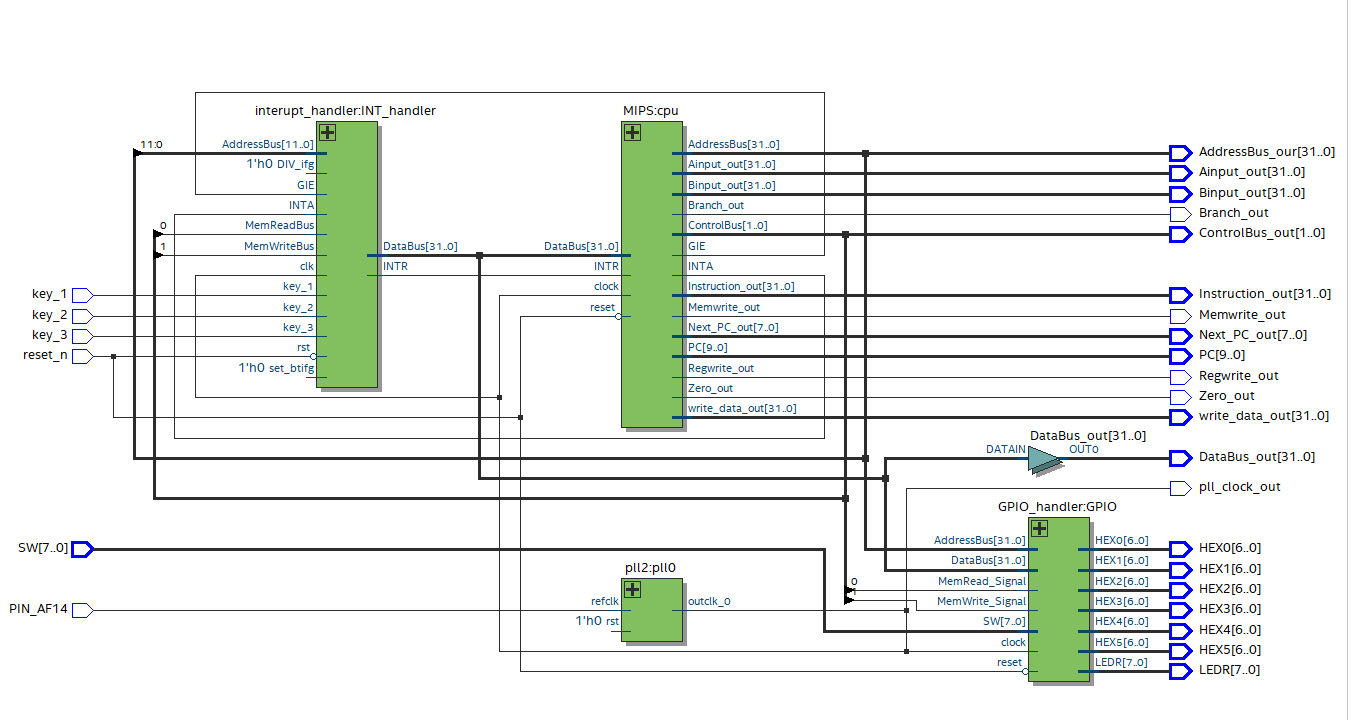 interupt_handler:INT_handler
11:0
AddressBus[11..0]
1'h0 DIV_ifg
GIE
INTA
0
MemReadBus
1
MemWriteBus
clk
key_1
key_2
key_3
rst
1'h0 set_btifg
DataBus[31..0]
INTR
key_1
key_2
key_3
reset_n
MIPS:cpu
DataBus[31..0]
INTR
clock
reset
AddressBus[31..0]
Ainput_out[31..0]
Binput_out[31..0]
Branch_out
ControlBus[1..0]
GIE
INTA
Instruction_out[31..0]
Memwrite_out
Next_PC_out[7..0]
PC[9..0]
Regwrite_out
Zero_out
write_data_out[31..0]
AddressBus_our[31..0]
Ainput_out[31..0]
Binput_out[31..0]
Branch_out
ControlBus_out[1..0]
Instruction_out[31..0]
Memwrite_out
Next_PC_out[7..0]
PC[9..0]
Regwrite_out
Zero_out
write_data_out[31..0]
DataBus_out[31..0]
DATAIN
OUT0
DataBus_out[31..0]
pll_clock_out
SW[7..0]
PIN_AF14
pll2:pll0
refclk
1'h0 rst
outclk_0
GPIO_handler:GPIO
AddressBus[31..0]
DataBus[31..0]
0
MemRead_Signal
1
MemWrite_Signal
SW[7..0]
clock
reset
HEX0[6..0]
HEX1[6..0]
HEX2[6..0]
HEX3[6..0]
HEX4[6..0]
HEX5[6..0]
LEDR[7..0]
HEX0[6..0]
HEX1[6..0]
HEX2[6..0]
HEX3[6..0]
HEX4[6..0]
HEX5[6..0]
LEDR[7..0]